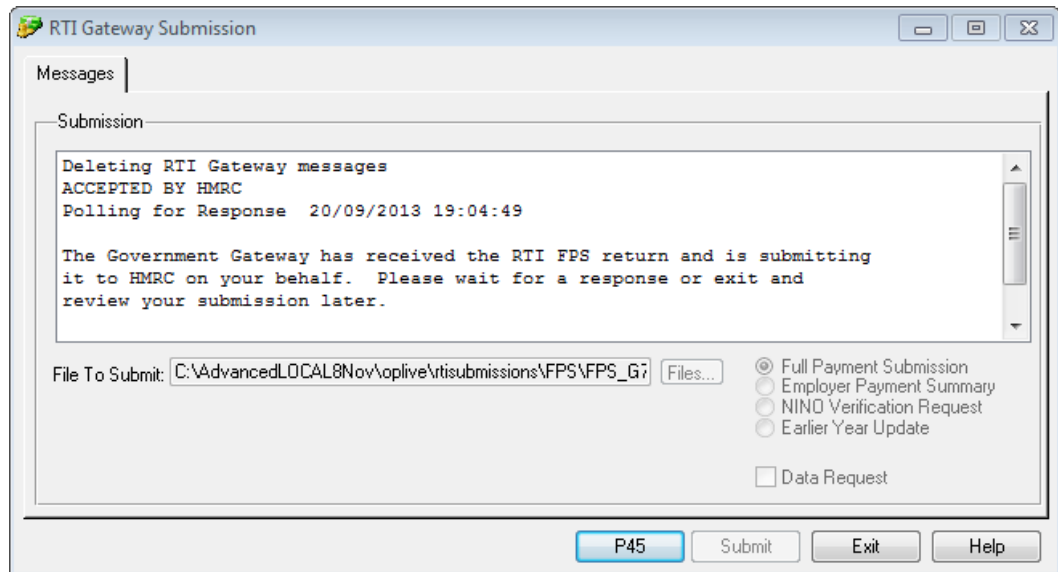 RTI Gateway Submission
Messages
Submission
Deleting RTI Gateway messages
ACCEPTED BY HMRC
Polling for Response  20/09/2013 19:04:49
The Government Gateway has received the RTI FPS return and is submitting
it to HMRC on your behalf.  Please wait for a response or exit and
review your submission later.
File To Submit: C:\AdvancedLOCAL8Nov\oplive\rtisubmissions\FPS\FPS_G7 Files...
Full Payment Submission
Employer Payment Summary
NINO Verification Request
Earlier Year Update
Data Request
P45 Submit Exit Help